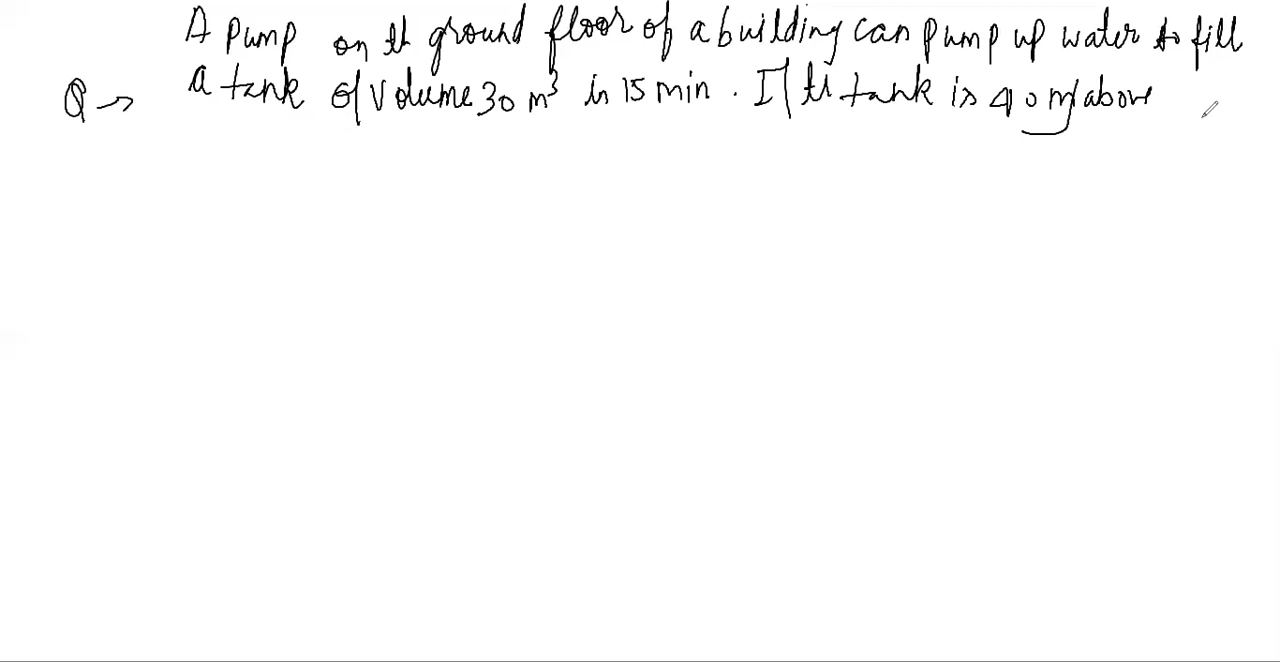 A pump on th ground floor of a building can pump up water to fill
Q → a tank of volume 30 m³ in 15 min. If th tank is 40 m above